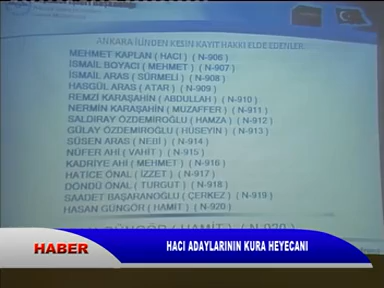 ANKARA İLİNDEN KESİN KAYIT HAKKI ELDE EDENLER
MEHMET KAPLAN ( HACI ) ( N-906 )
İSMAİL BOYACI ( MEHMET ) ( N-907 )
İSMAİL ARAS ( SÜRMELİ ) ( N-908 )
HASGÜL ARAS ( ATAR ) ( N-909 )
REMZİ KARAŞAHİN ( ABDULLAH ) ( N-910 )
NERMİN KARAŞAHİN ( MUZAFFER ) ( N-911 )
SALDIRAY ÖZDEMİROĞLU ( HAMZA ) ( N-912 )
GÜLAY ÖZDEMİROĞLU ( HÜSEYİN ) ( N-913 )
SÜSEN ARAS ( NEBİ ) ( N-914 )
NÜFER AHİ ( VAHİT ) ( N-915 )
KADRİYE AHİ ( MEHMET ) ( N-916 )
HATİCE ÖNAL ( İZZET ) ( N-917 )
DÖNDÜ ÖNAL ( TURGUT ) ( N-918 )
SAADET BAŞARANOĞLU ( ÇERKEZ ) ( N-919 )
HASAN GÜNGÖR ( HAMİT ) ( N-920 )
GÜNGÖR ( HAMİT ) ( N-920 )
HABER
HACI ADAYLARININ KURA HEYECANI